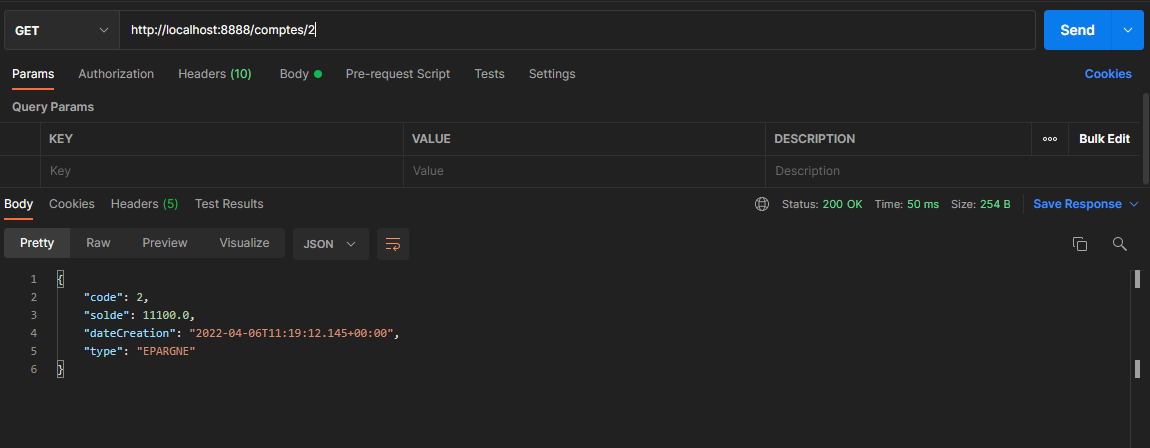 GET http://localhost:8888/comptes/2 Send
Params Authorization Headers (10) Body Pre-request Script Tests Settings Cookies
Query Params
KEY VALUE DESCRIPTION ooo Bulk Edit
Key Value Description
Body Cookies Headers (5) Test Results Status: 200 OK Time: 50 ms Size: 254 B Save Response
Pretty Raw Preview Visualize JSON
1 {
2 "code": 2,
3 "solde": 11100.0,
4 "dateCreation": "2022-04-06T11:19:12.145+00:00",
5 "type": "EPARGNE"
6 }